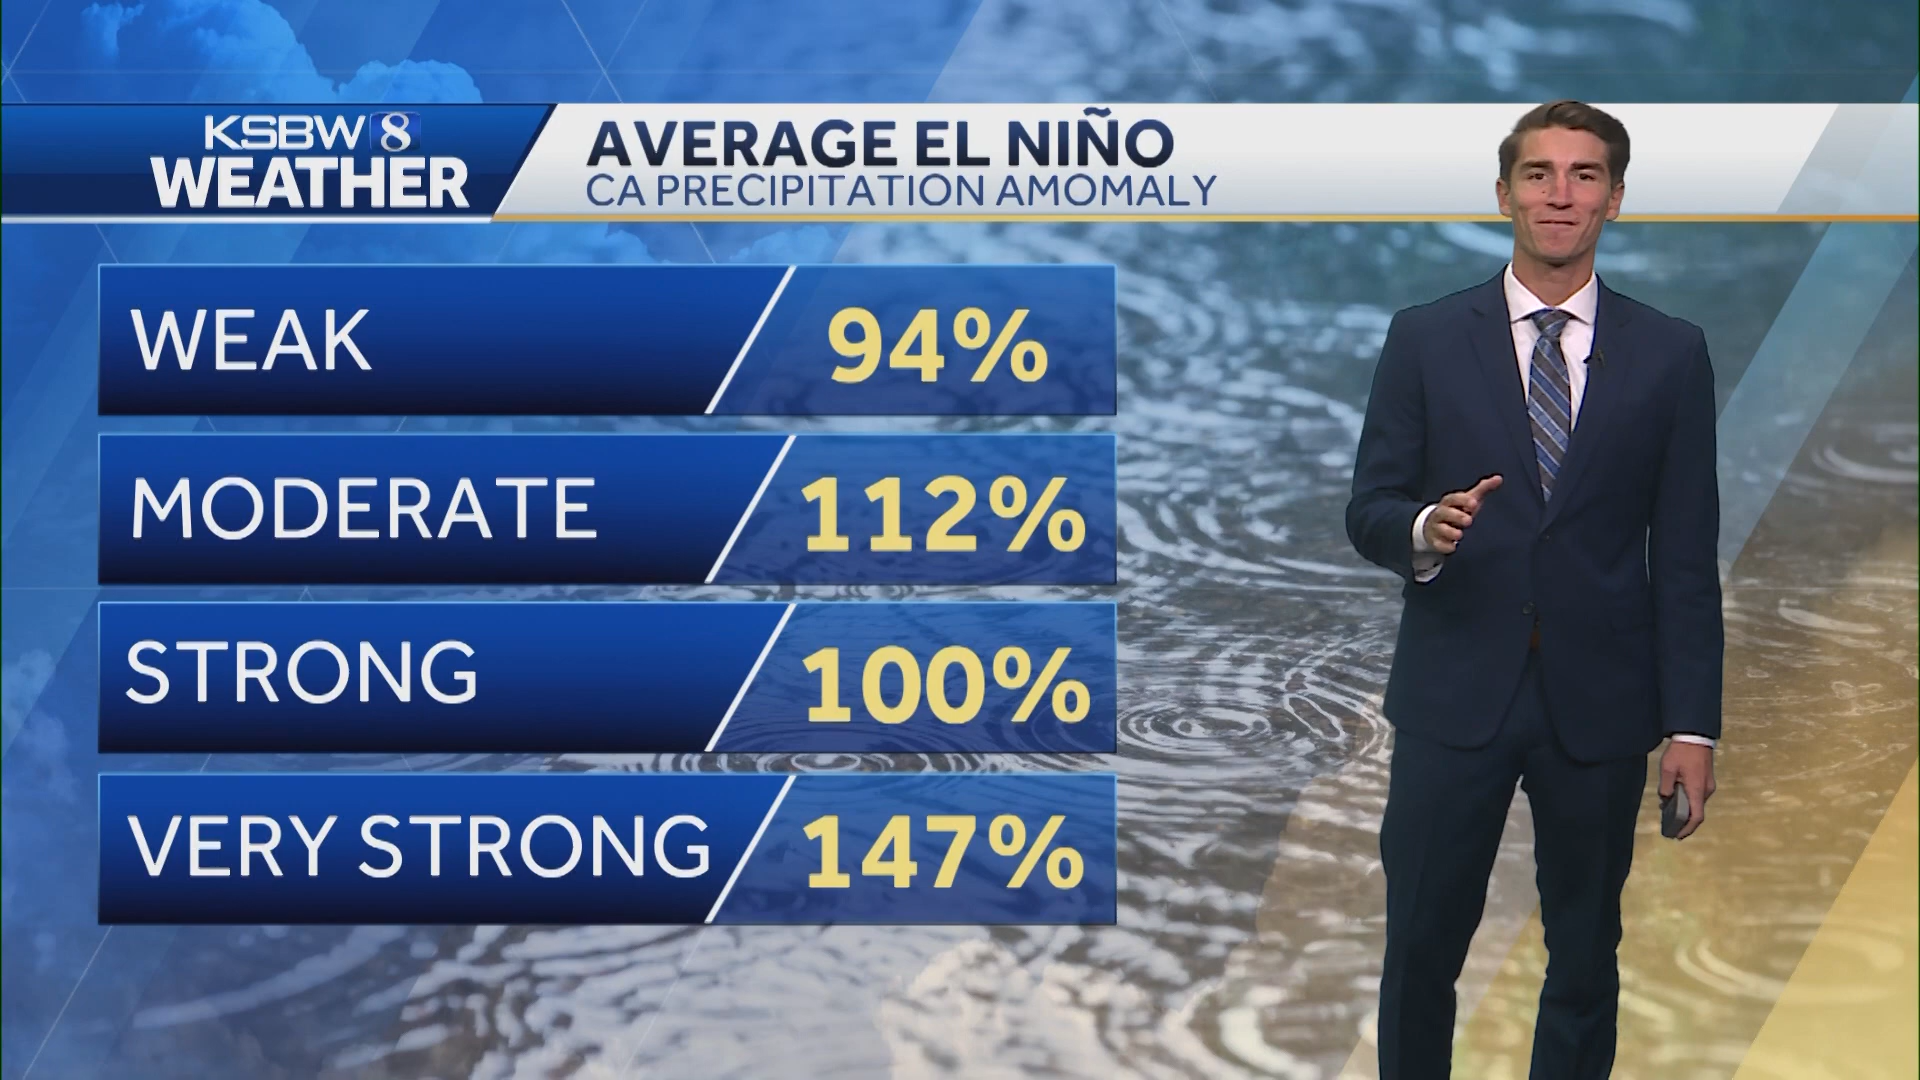 KSBW 8
WEATHER
AVERAGE EL NIÑO
CA PRECIPITATION AMOMALY
WEAK 94%
MODERATE 112%
STRONG 100%
VERY STRONG 147%